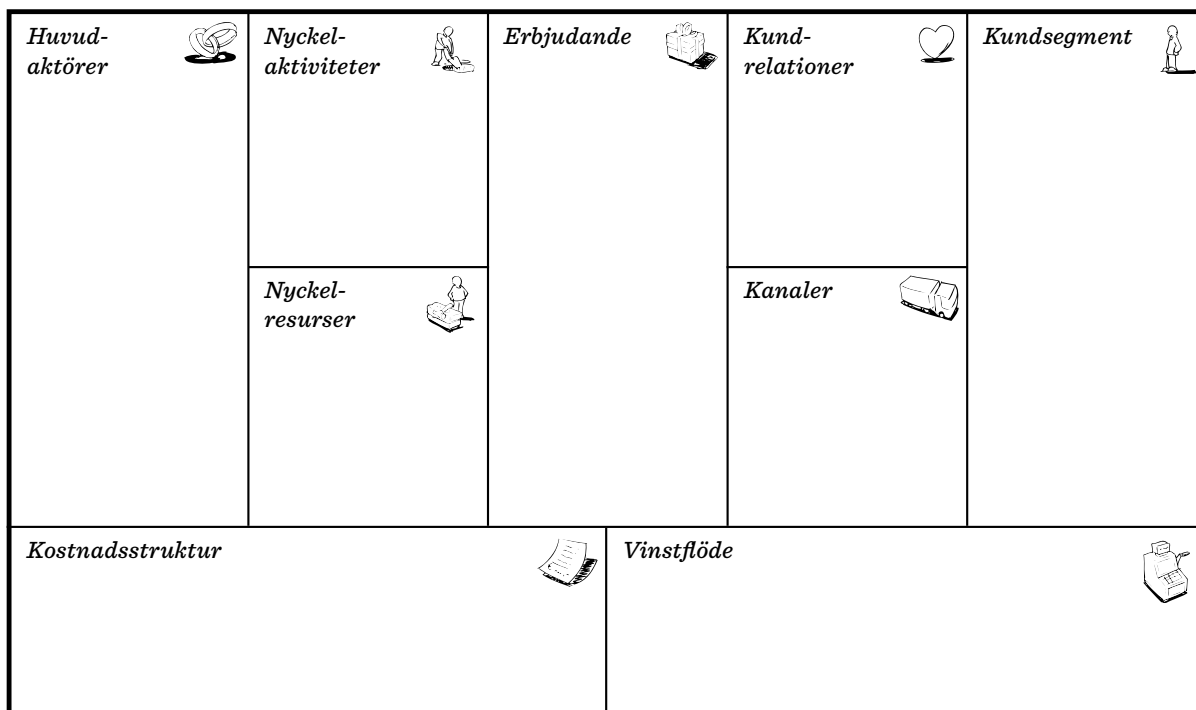 Huvud-
aktörer
Nyckel-
aktiviteter
Nyckel-
resurser
Erbjudande
Kund-
relationer
Kanaler
Kundsegment
Kostnadsstruktur
Vinstflöde